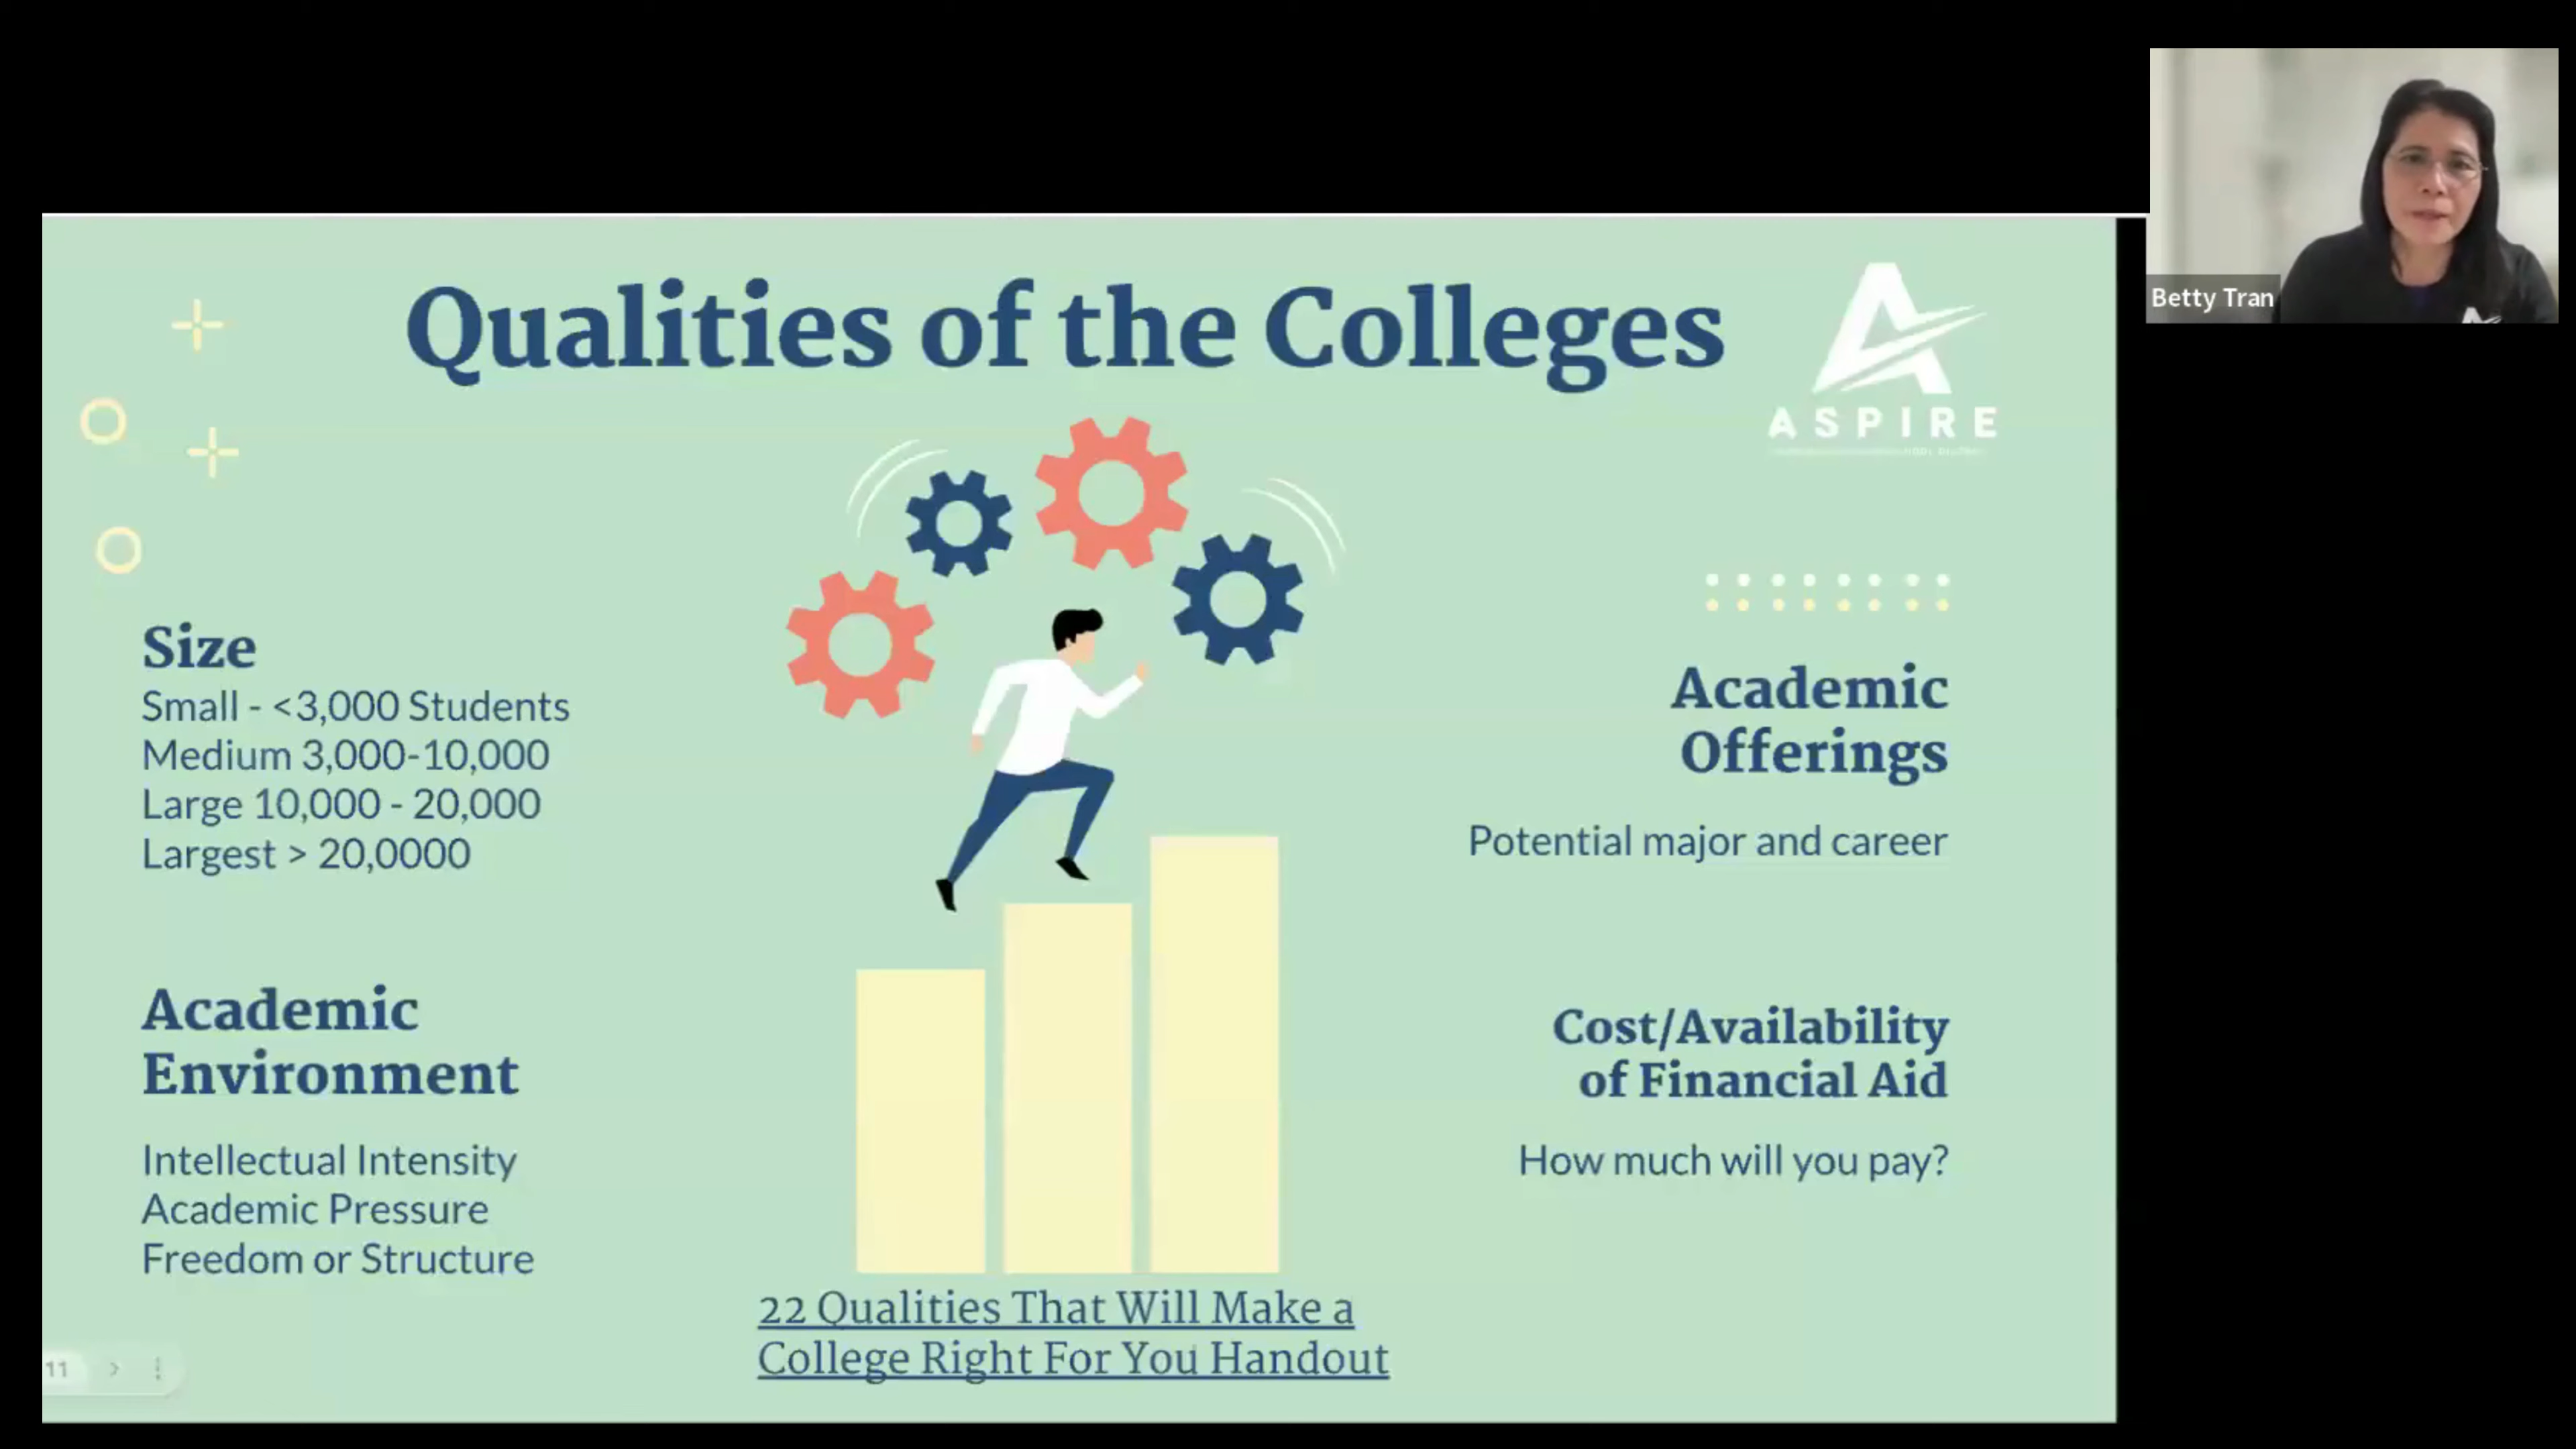 Qualities of the Colleges
ASPIRE
Betty Tran
Size
Small - <3,000 Students
Medium 3,000-10,000
Large 10,000 - 20,000
Largest > 20,0000
Academic
Environment
Intellectual Intensity
Academic Pressure
Freedom or Structure
Academic
Offerings
Potential major and career
Cost/Availability
of Financial Aid
How much will you pay?
22 Qualities That Will Make a
College Right For You Handout
11